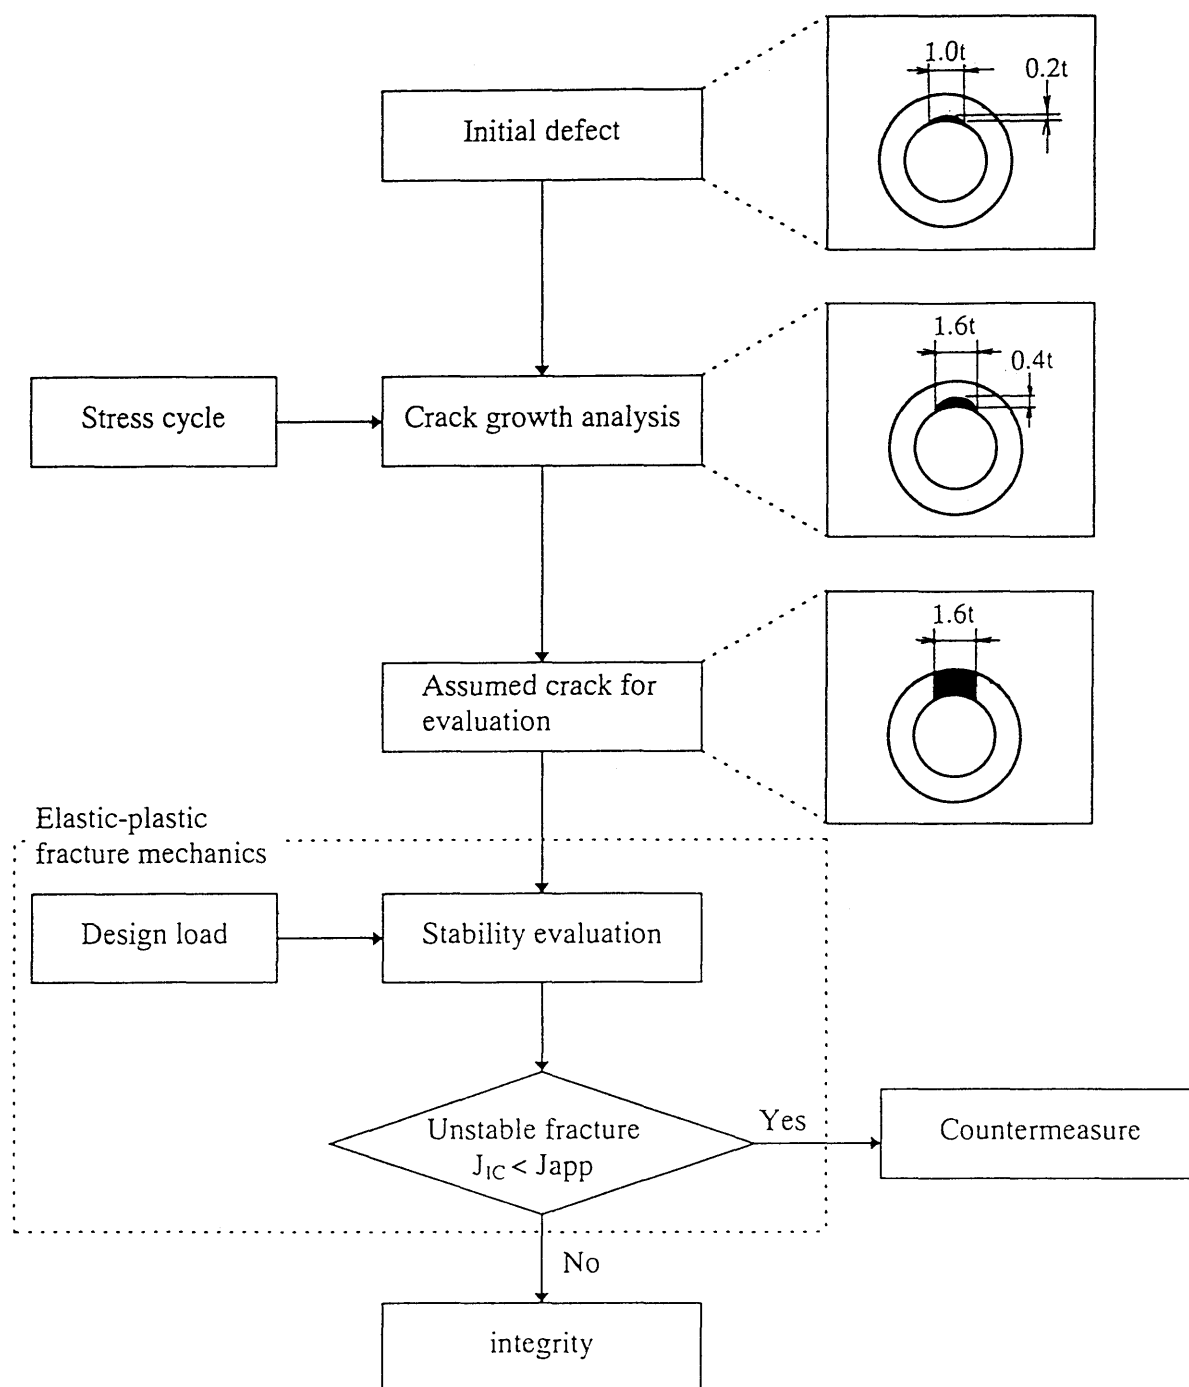 1.0t
0.2t
Initial defect
1.6t
0.4t
Stress cycle
Crack growth analysis
1.6t
Assumed crack for
evaluation
Elastic-plastic
fracture mechanics
Design load
Stability evaluation
Unstable fracture
J_IC < Japp
Yes
Countermeasure
No
integrity